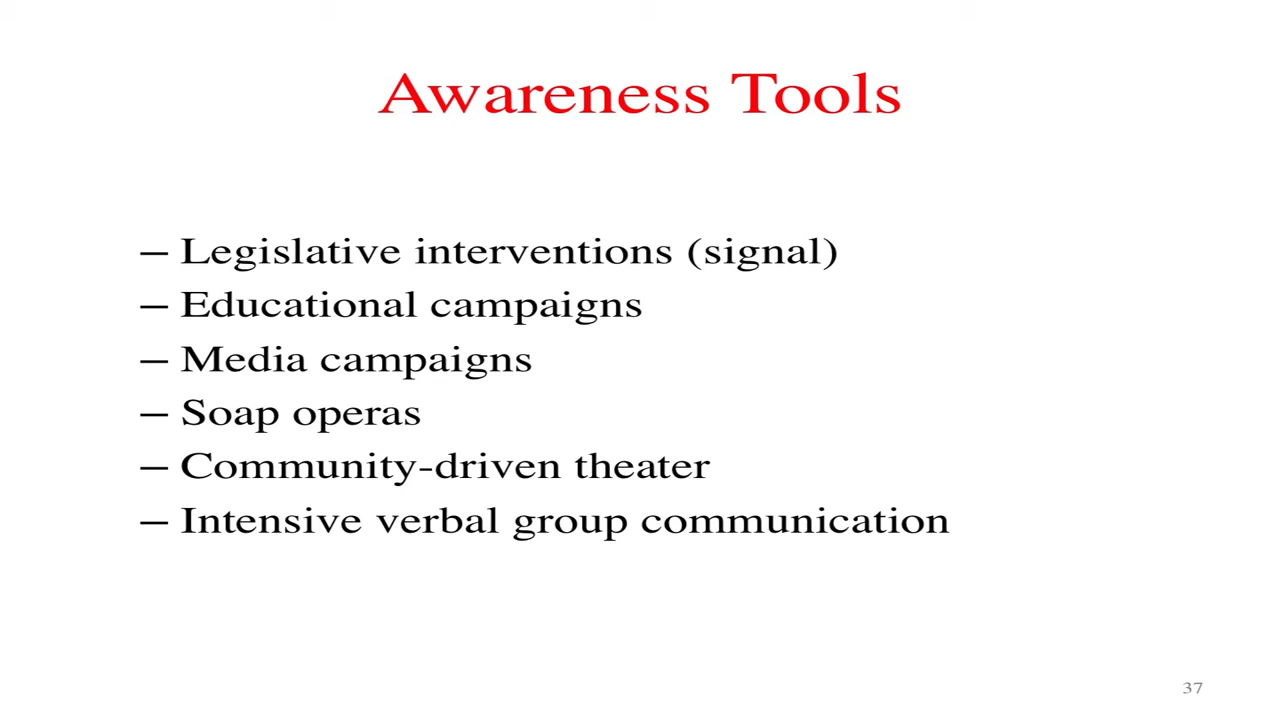 Awareness Tools
– Legislative interventions (signal)
– Educational campaigns
– Media campaigns
– Soap operas
– Community-driven theater
– Intensive verbal group communication
37